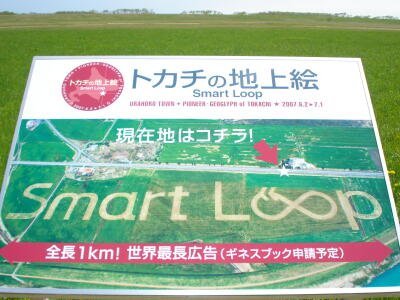 トカチの地上絵
Smart Loop
トカチの地上絵
Smart Loop
URAHORO TOWN + PIONEER・GEOGLYPH of TOKACHI ★ 2007.6.2▶7.1
現在地はコチラ!
Smart Loop
全長1km! 世界最長広告(ギネスブック申請予定)